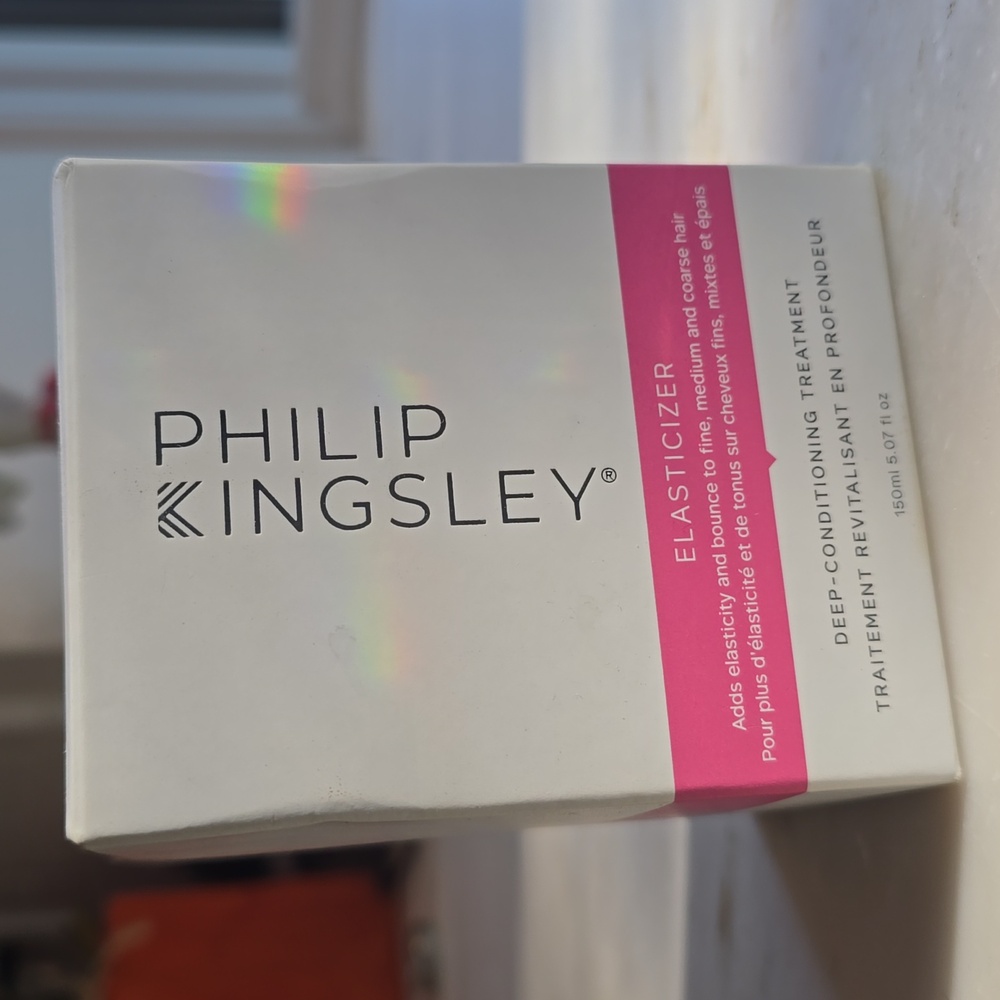 PHILIP
KINGSLEY®
ELASTICIZER
Adds elasticity and bounce to fine, medium and coarse hair
Pour plus d'élasticité et de tonus sur cheveux fins, mixtes et épais
DEEP-CONDITIONING TREATMENT
TRAITEMENT REVITALISANT EN PROFONDEUR
150ml 5.07 fl oz